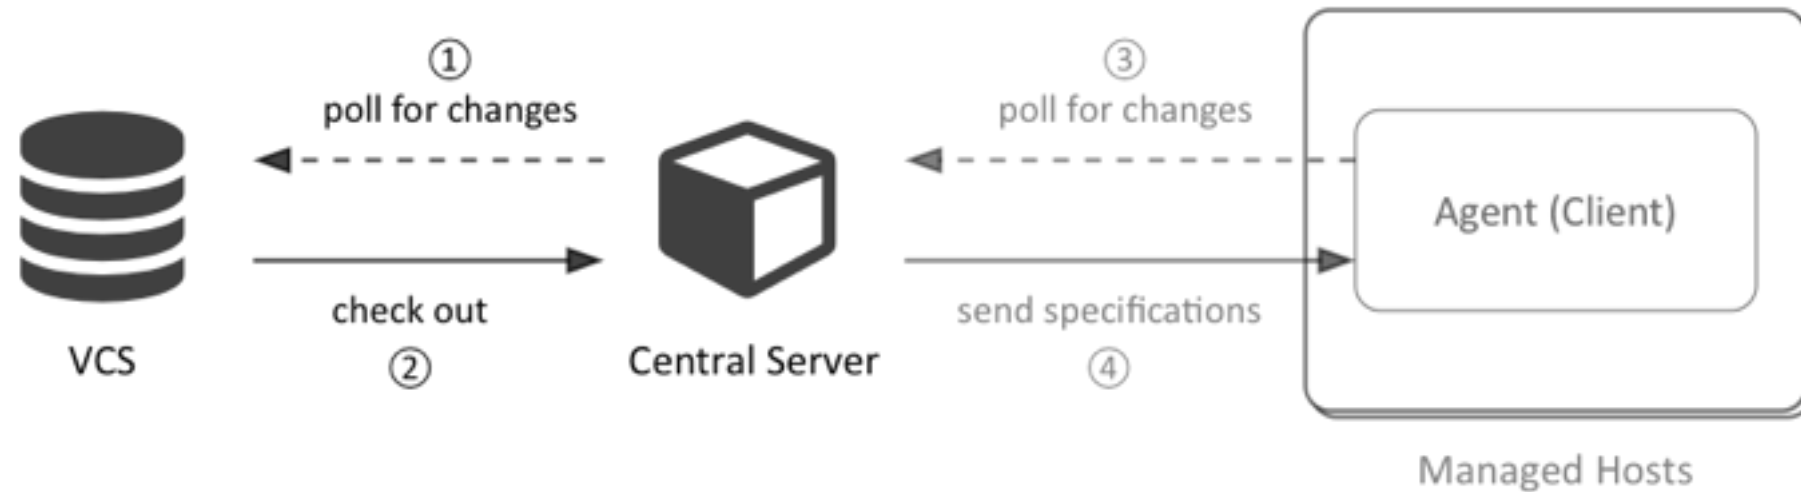 ①
poll for changes
check out
②
VCS
Central Server
③
poll for changes
send specifications
④
Agent (Client)
Managed Hosts